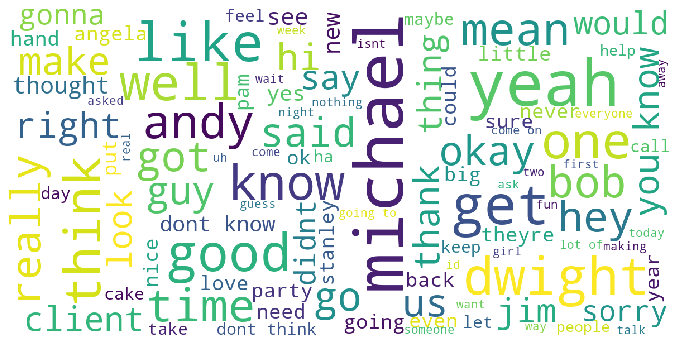 gonna
hand
angela
feel
see
week
isnt
new
michael
mean
would
maybe
away
make
like
hi
thing
little
help
thought
asked
well
pam
wait
say
could
yeah
never
everyone
yes
nothing
right
real
andy
said
night
sure
come on
you know
uh
come
ok
ha
okay
one
call
really
think
look
put
got
guy
know
guess
thank
big
two
first
bob
day
going to
get
ask
fun
hey
dont know
didnt
stanley
theyre
lot of
today
nice
good
love
girl
keep
making
cake
party
go
back
id
dwight
year
client
time
need
us
want
jim
sorry
take
dont think
going
even
let
way
people
talk
someone